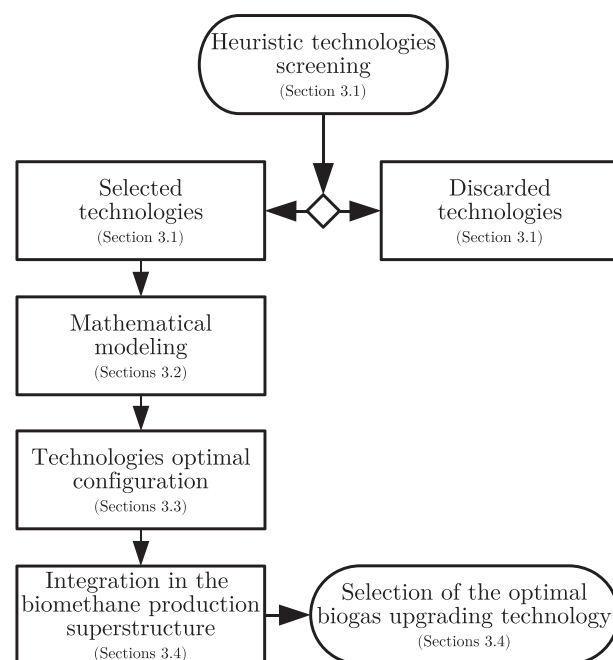 Heuristic technologies
screening
(Section 3.1)
Selected
technologies
(Section 3.1)
Discarded
technologies
(Section 3.1)
Mathematical
modeling
(Sections 3.2)
Technologies optimal
configuration
(Sections 3.3)
Integration in the
biomethane production
superstructure
(Sections 3.4)
Selection of the optimal
biogas upgrading technology
(Sections 3.4)